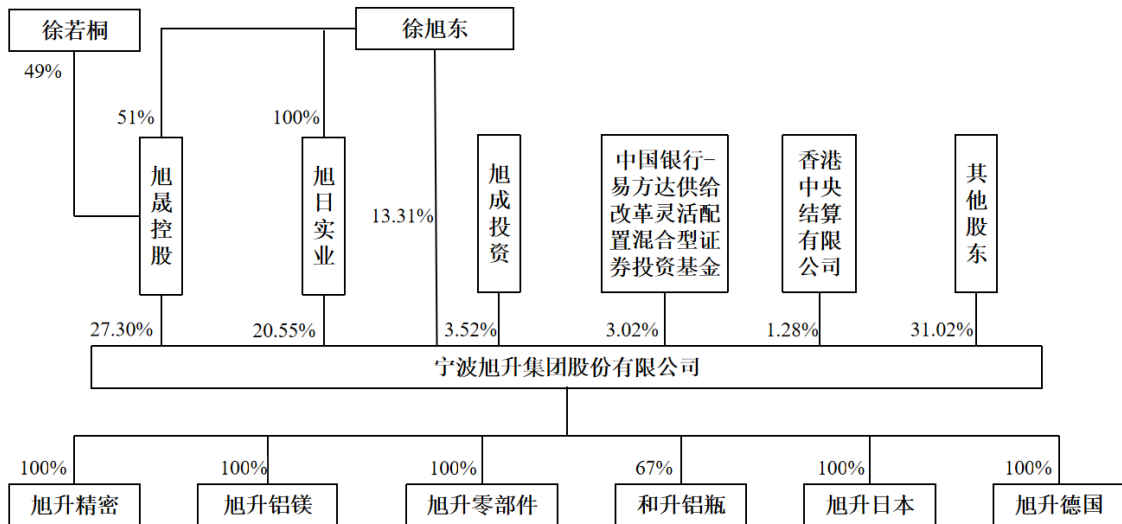 徐若桐
徐旭东
49%
51%
100%
旭晟控股
旭日实业
13.31%
旭成投资
中国银行-
易方达供给
改革灵活配
置混合型证
券投资基金
香港
中央
结算
有限
公司
其他股东
27.30%
20.55%
3.52%
3.02%
1.28%
31.02%
宁波旭升集团股份有限公司
100%
100%
100%
67%
100%
100%
旭升精密
旭升铝镁
旭升零部件
和升铝瓶
旭升日本
旭升德国